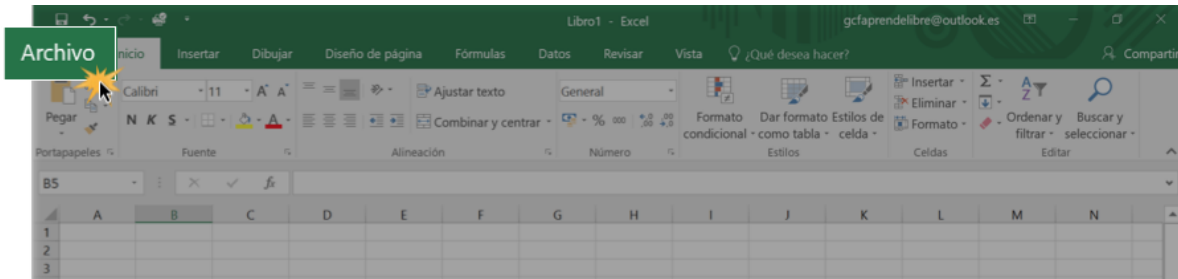 Libro1 - Excel gcfaprendelibre@outlook.es
Archivo Inicio Insertar Dibujar Diseño de página Fórmulas Datos Revisar Vista ¿Qué desea hacer? Compartir
Calibri 11 A A Ajustar texto General Insertar
Pegar Eliminar
N K S A Combinar y centrar % 000 Formato condicional Dar formato como tabla Estilos de celda Formato Ordenar y filtrar Buscar y seleccionar
Portapapeles Fuente Alineación Número Estilos Celdas Editar
B5 fx
A B C D E F G H I J K L M N
1
2
3